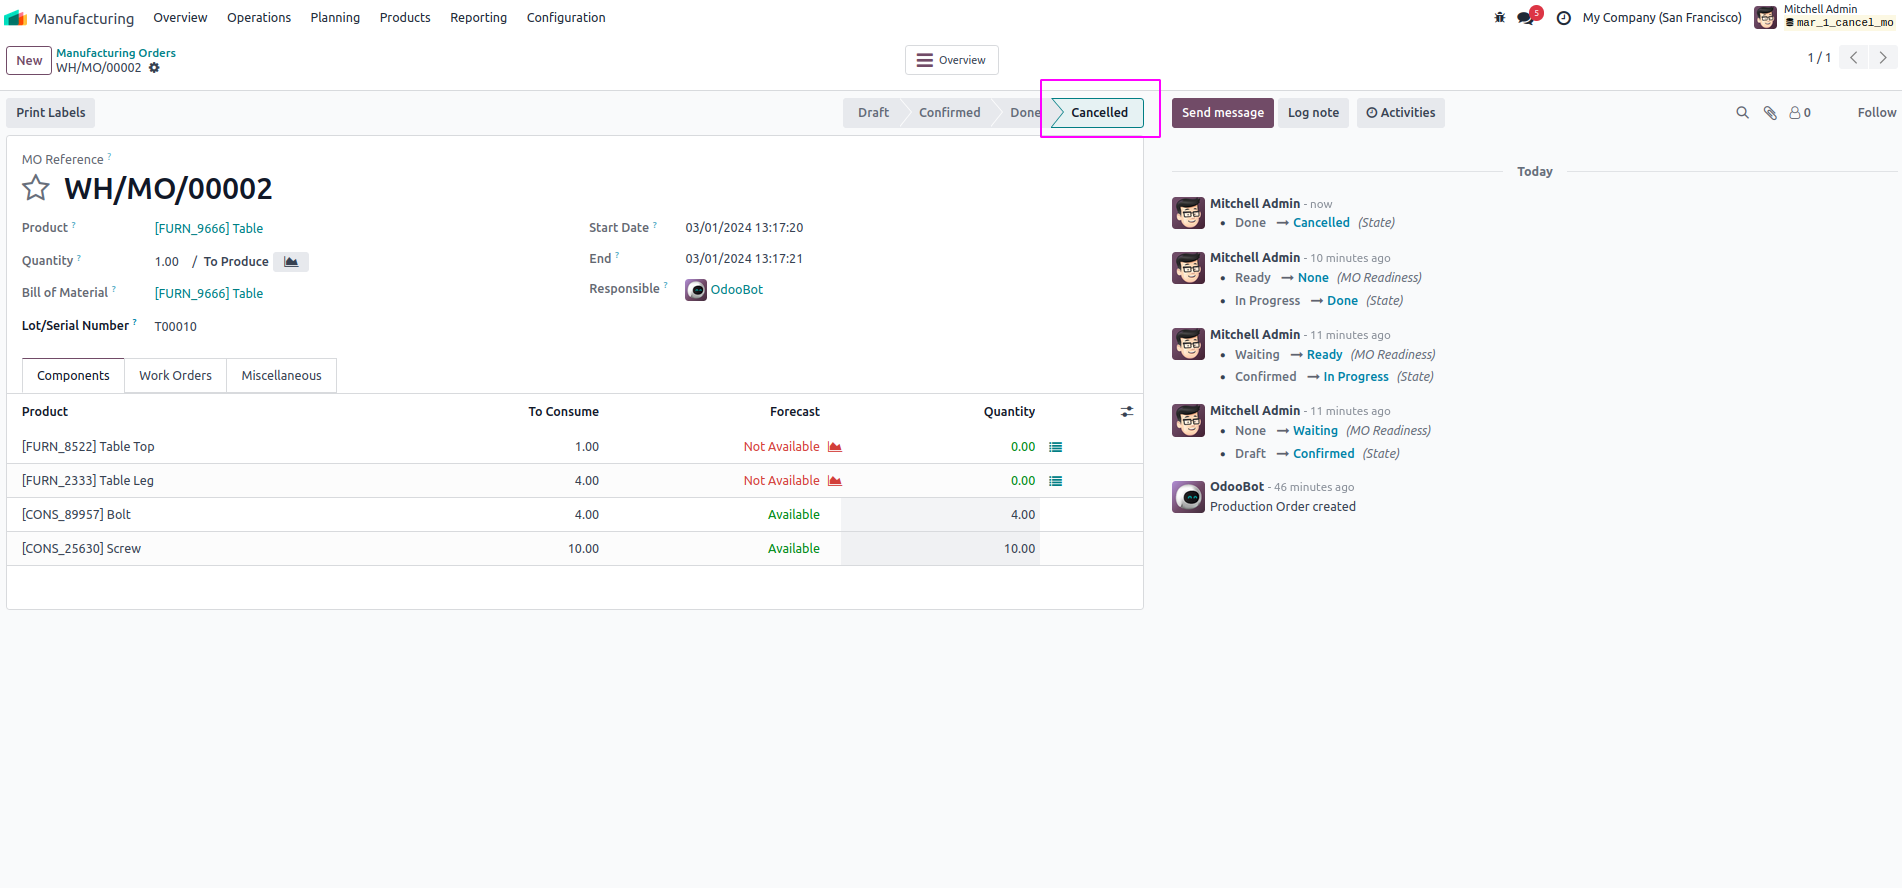 Manufacturing Overview Operations Planning Products Reporting Configuration 5 My Company (San Francisco) Mitchell Admin
mar_1_cancel_mo
New Manufacturing Orders
WH/MO/00002
Overview
1 / 1
Print Labels Draft Confirmed Done Cancelled Send message Log note Activities 0 Follow
MO Reference ?
WH/MO/00002
Product ? [FURN_9666] Table
Quantity ? 1.00 / To Produce
Bill of Material ? [FURN_9666] Table
Lot/Serial Number ? T00010
Start Date ? 03/01/2024 13:17:20
End ? 03/01/2024 13:17:21
Responsible ? OdooBot
Components Work Orders Miscellaneous
Product To Consume Forecast Quantity
[FURN_8522] Table Top 1.00 Not Available 0.00
[FURN_2333] Table Leg 4.00 Not Available 0.00
[CONS_89957] Bolt 4.00 Available 4.00
[CONS_25630] Screw 10.00 Available 10.00
Today
Mitchell Admin - now
• Done → Cancelled (State)
Mitchell Admin - 10 minutes ago
• Ready → None (MO Readiness)
• In Progress → Done (State)
Mitchell Admin - 11 minutes ago
• Waiting → Ready (MO Readiness)
• Confirmed → In Progress (State)
Mitchell Admin - 11 minutes ago
• None → Waiting (MO Readiness)
• Draft → Confirmed (State)
OdooBot - 46 minutes ago
Production Order created